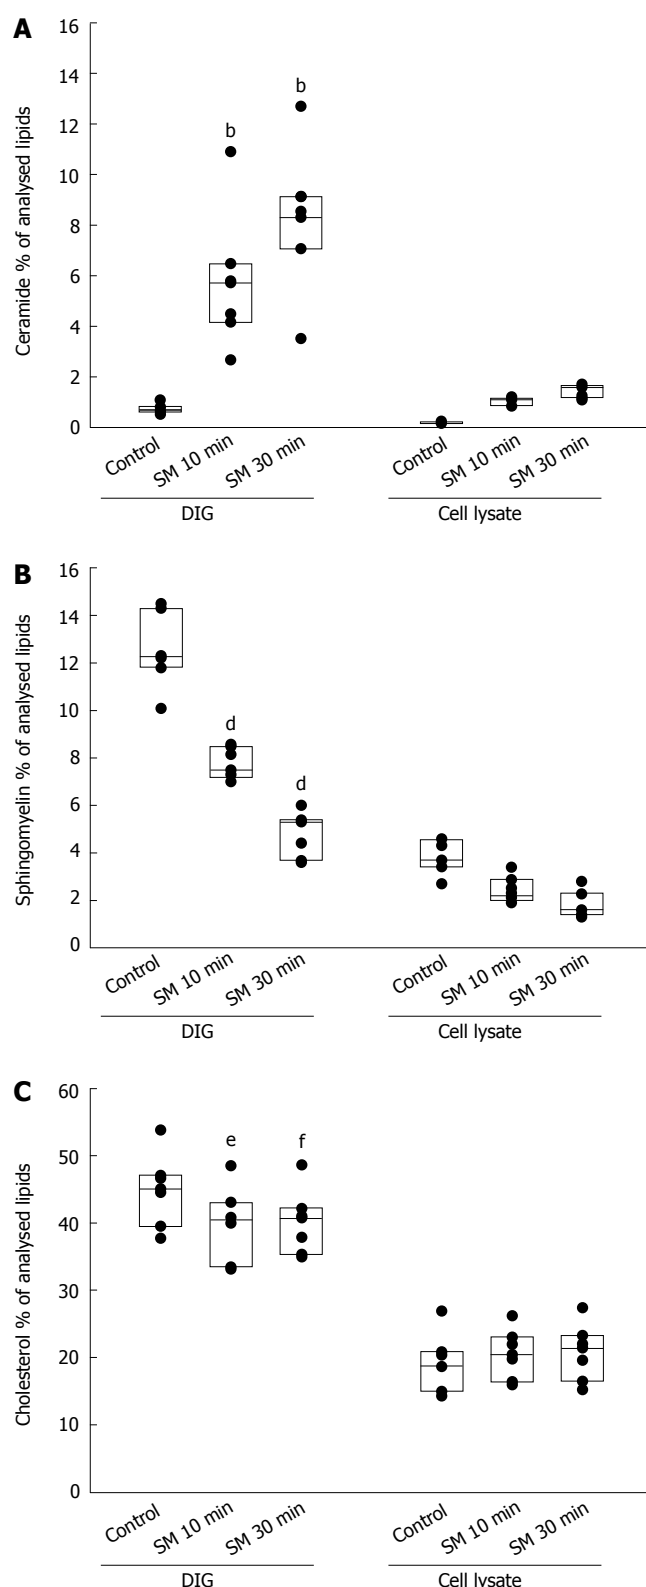 A
Ceramide % of analysed lipids
16
14
12
10
8
6
4
2
0
b
b
Control
SM 10 min
SM 30 min
Control
SM 10 min
SM 30 min
DIG
Cell lysate
B
Sphingomyelin % of analysed lipids
16
14
12
10
8
6
4
2
0
d
d
Control
SM 10 min
SM 30 min
Control
SM 10 min
SM 30 min
DIG
Cell lysate
C
Cholesterol % of analysed lipids
60
50
40
30
20
10
0
e
f
Control
SM 10 min
SM 30 min
Control
SM 10 min
SM 30 min
DIG
Cell lysate